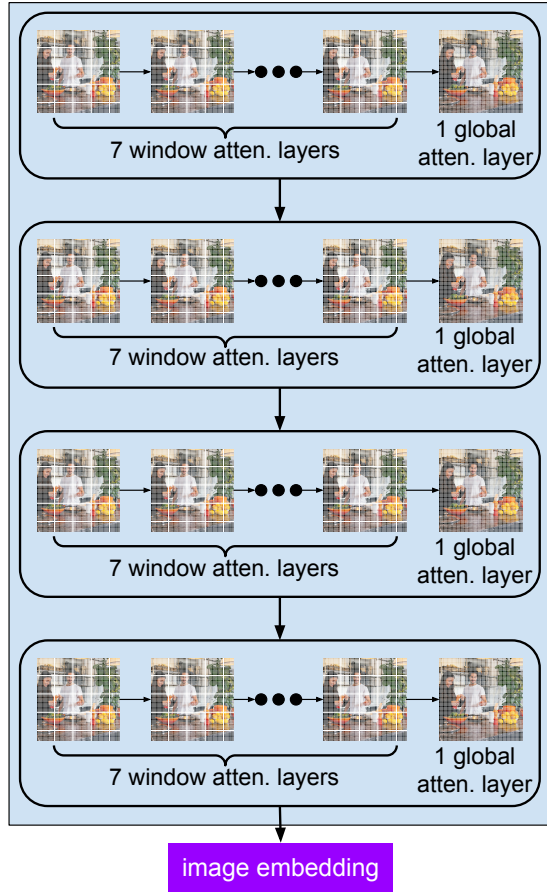 7 window atten. layers
1 global
atten. layer
7 window atten. layers
1 global
atten. layer
7 window atten. layers
1 global
atten. layer
7 window atten. layers
1 global
atten. layer
image embedding